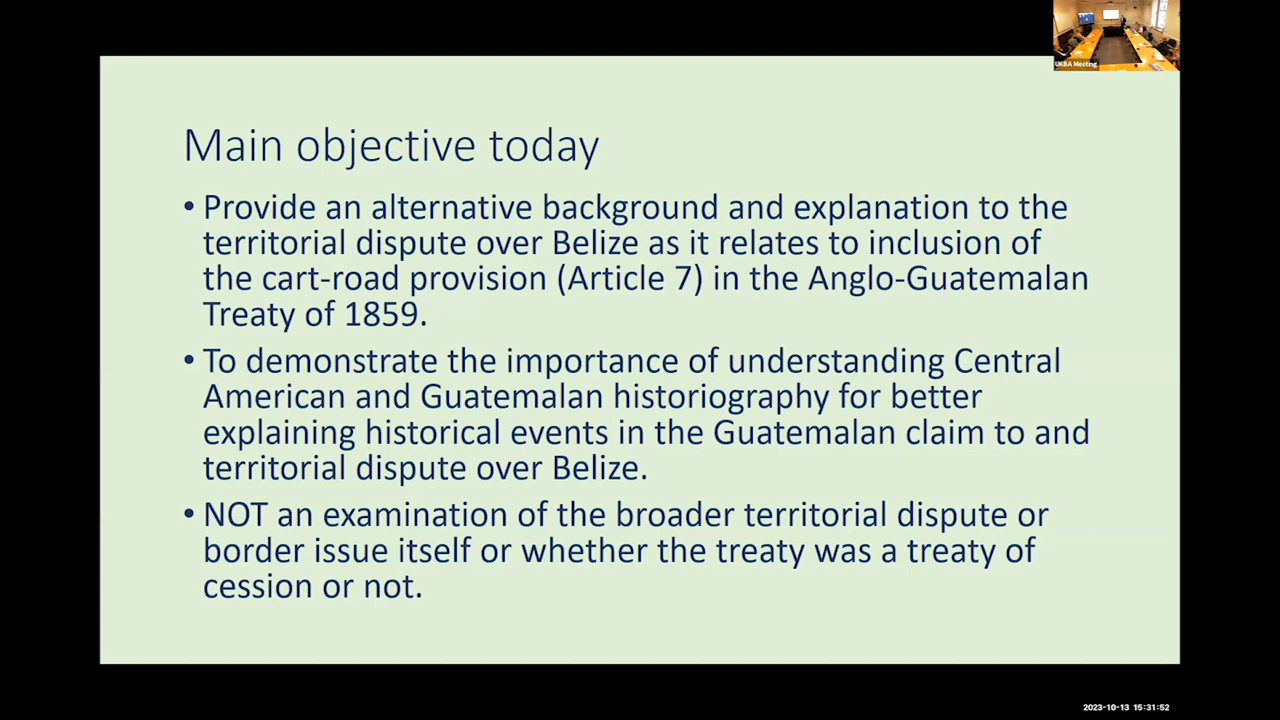 UKBA Meeting
Main objective today
• Provide an alternative background and explanation to the
territorial dispute over Belize as it relates to inclusion of
the cart-road provision (Article 7) in the Anglo-Guatemalan
Treaty of 1859.
• To demonstrate the importance of understanding Central
American and Guatemalan historiography for better
explaining historical events in the Guatemalan claim to and
territorial dispute over Belize.
• NOT an examination of the broader territorial dispute or
border issue itself or whether the treaty was a treaty of
cession or not.
2023-10-13 15:31:52